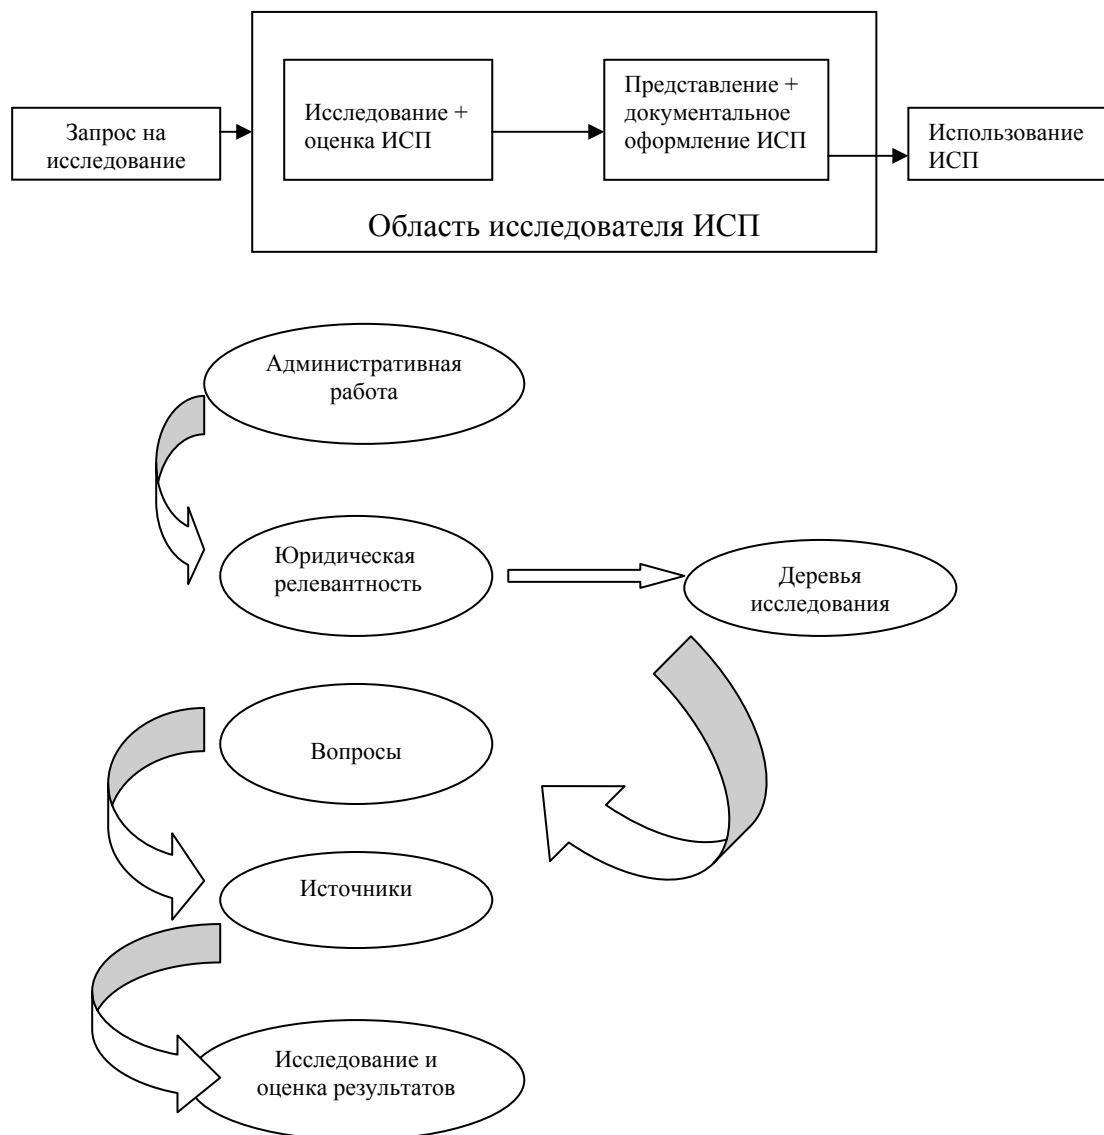 Запрос на
исследование
Исследование +
оценка ИСП
Представление +
документальное
оформление ИСП
Использование
ИСП
Область исследователя ИСП
Административная
работа
Юридическая
релевантность
Деревья
исследования
Вопросы
Источники
Исследование и
оценка результатов